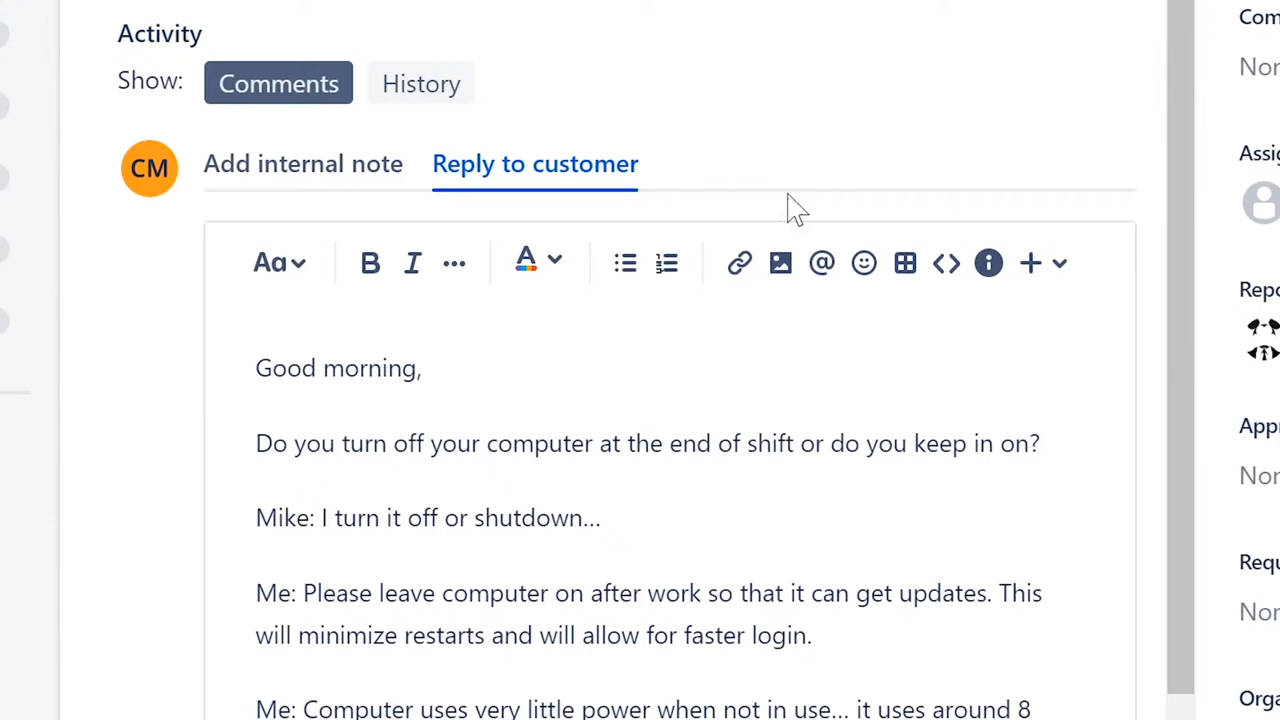 Activity
Show: Comments History
CM Add internal note Reply to customer
Aa B I ... A
Good morning,
Do you turn off your computer at the end of shift or do you keep in on?
Mike: I turn it off or shutdown...
Me: Please leave computer on after work so that it can get updates. This
will minimize restarts and will allow for faster login.
Me: Computer uses very little power when not in use... it uses around 8